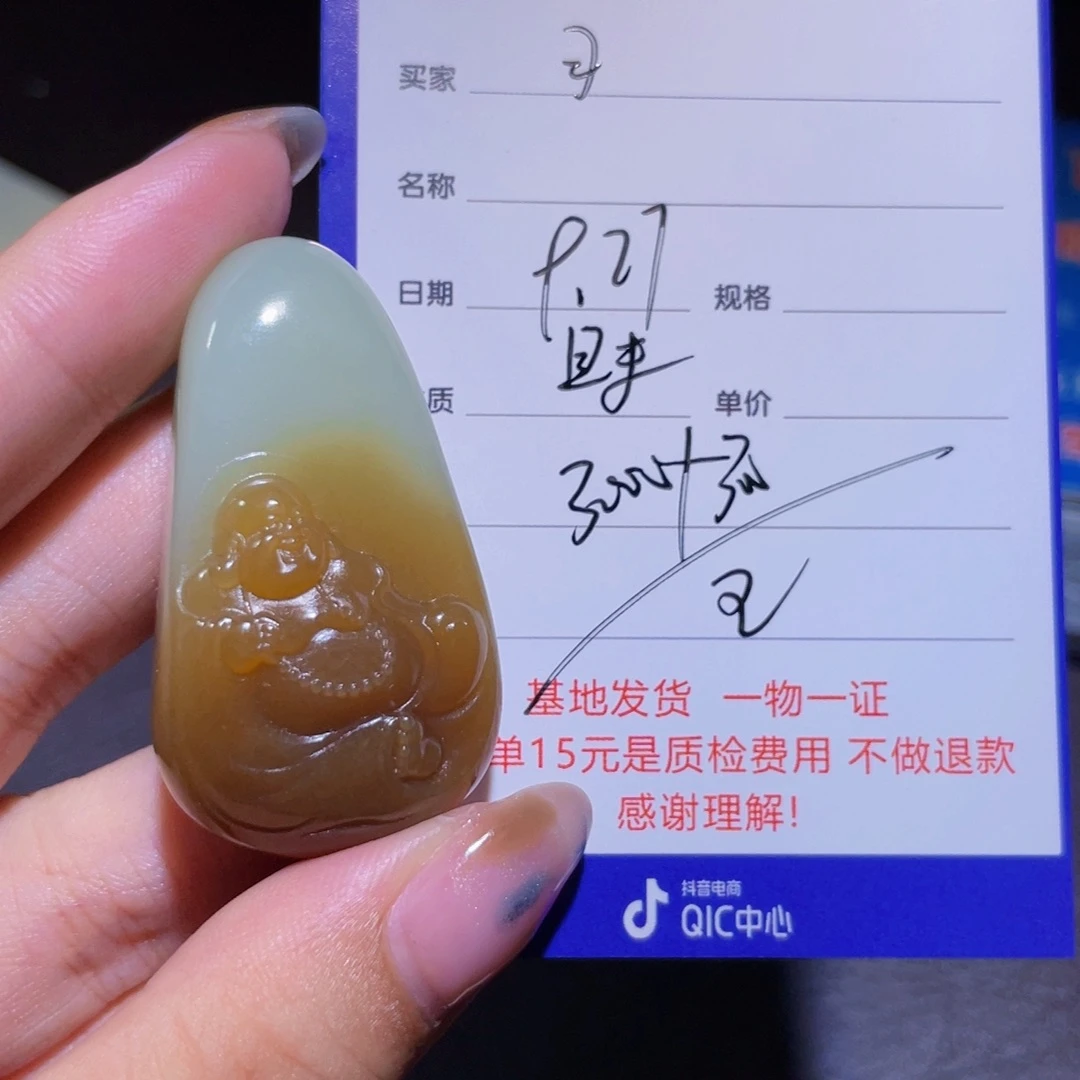 买家
名称
日期 9.27 规格
质 单价
基地发货 一物一证
单15元是质检费用 不做退款
感谢理解!
抖音电商
QIC中心